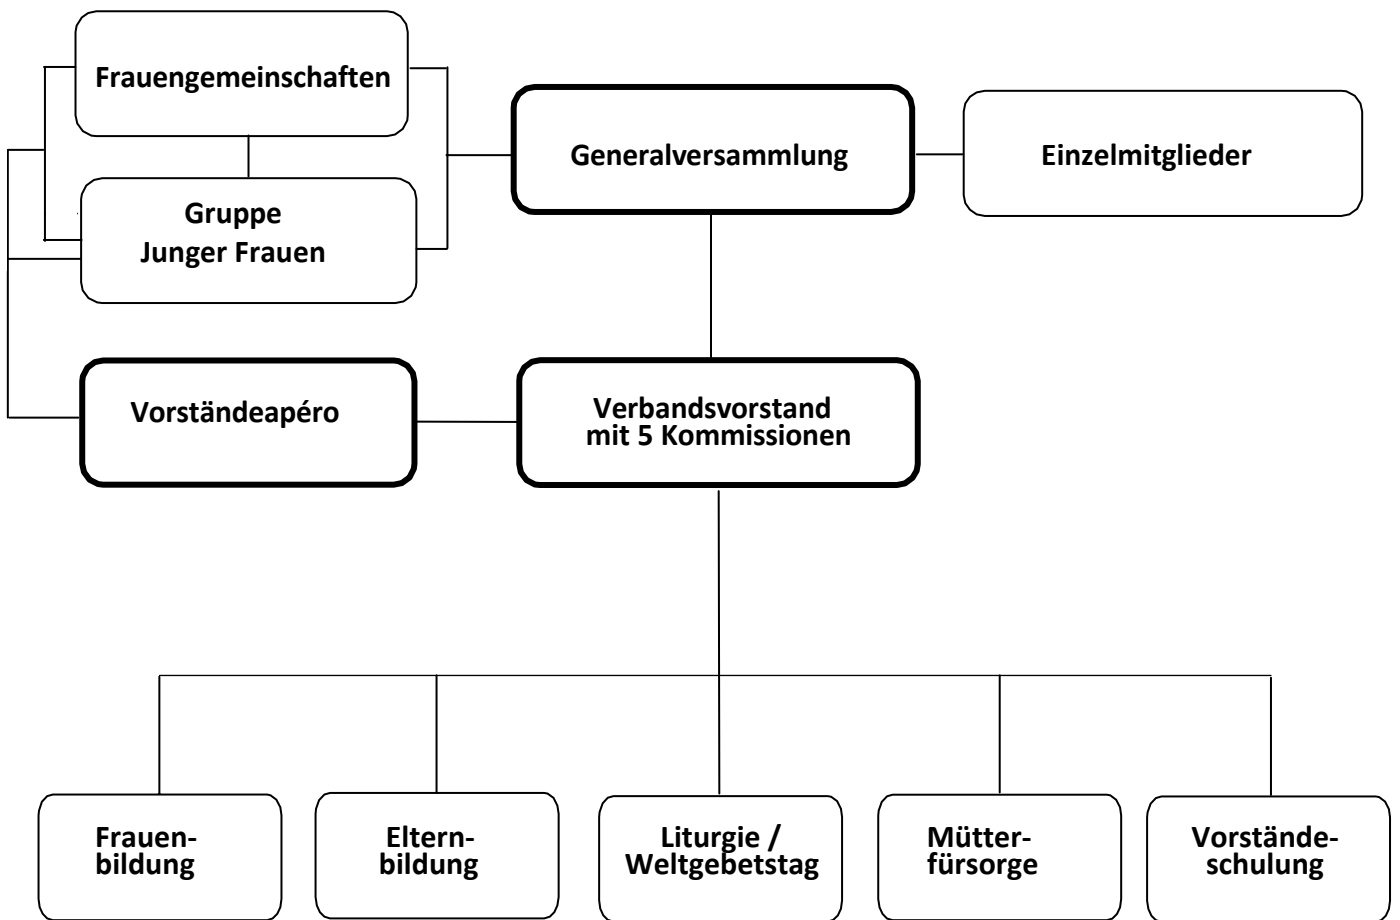 Frauengemeinschaften
Generalversammlung
Einzelmitglieder
Gruppe
Junger Frauen
Vorständeapéro
Verbandsvorstand
mit 5 Kommissionen
Frauen-
bildung
Eltern-
bildung
Liturgie /
Weltgebetstag
Mütter-
fürsorge
Vorstände-
schulung